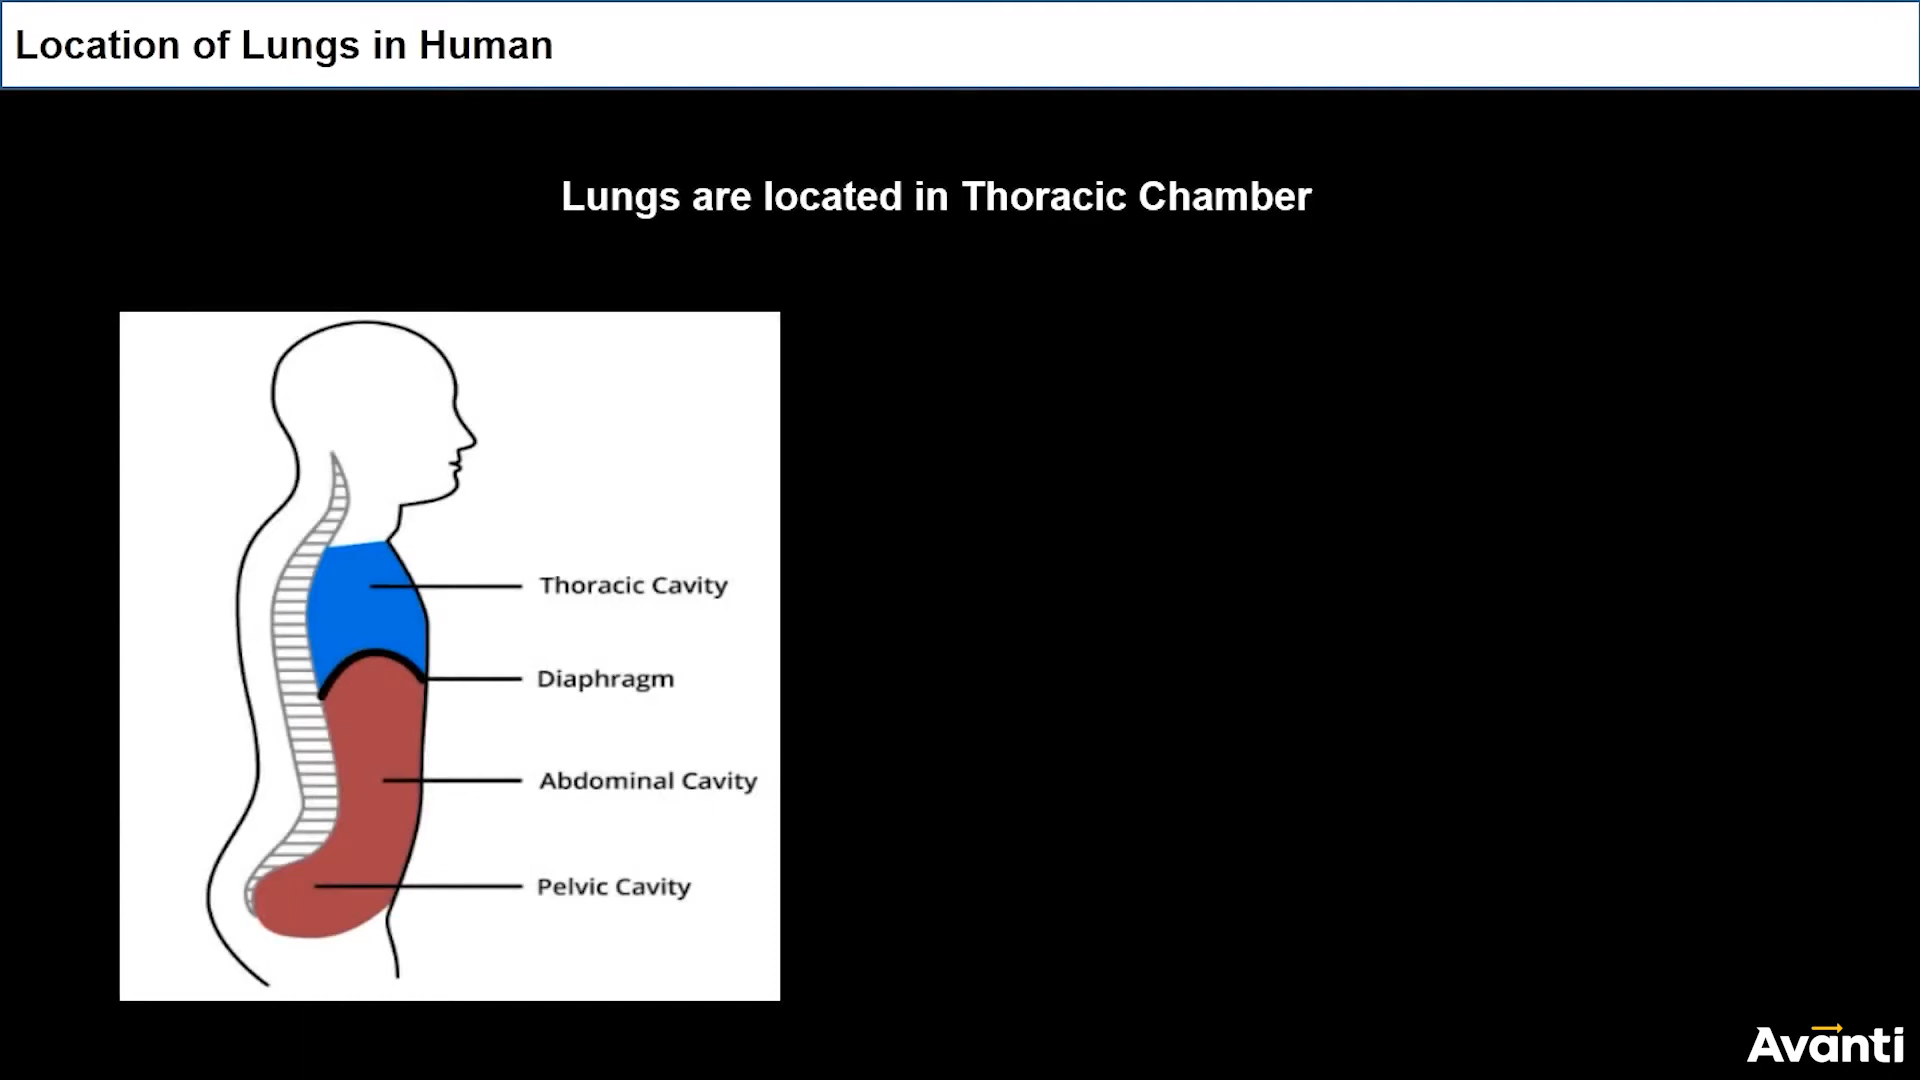 Location of Lungs in Human
Lungs are located in Thoracic Chamber
Thoracic Cavity
Diaphragm
Abdominal Cavity
Pelvic Cavity
Avanti